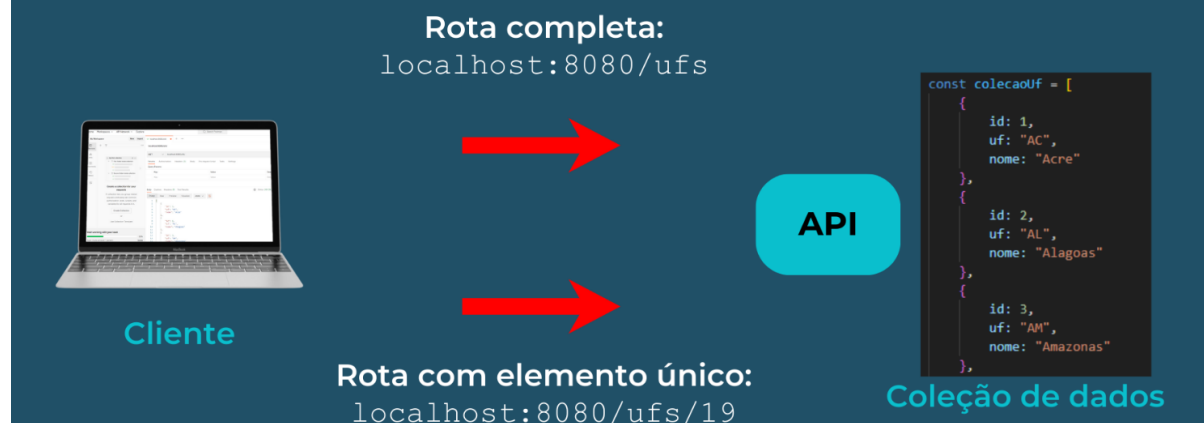 Rota completa:
localhost:8080/ufs
const colecaoUf = [
{
id: 1,
uf: "AC",
nome: "Acre"
},
{
id: 2,
uf: "AL",
nome: "Alagoas"
},
{
id: 3,
uf: "AM",
nome: "Amazonas"
},
API
Cliente
Coleção de dados
Rota com elemento único:
localhost:8080/ufs/19